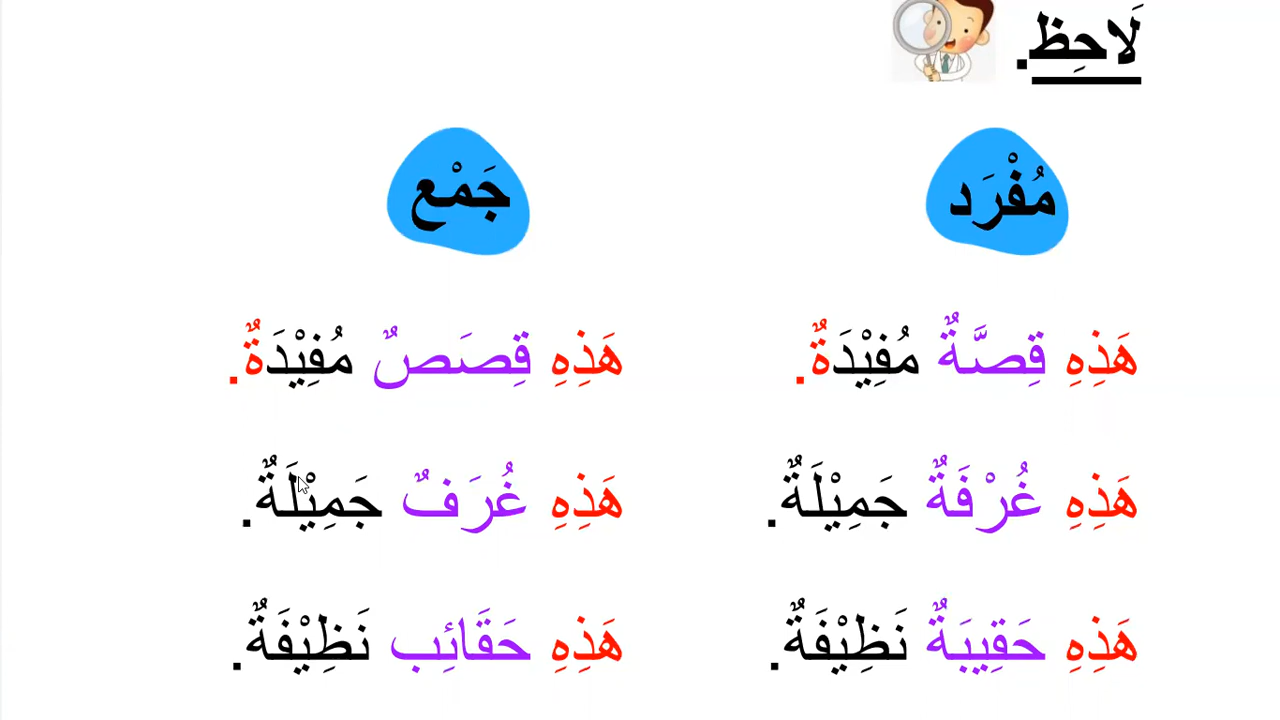 لَاحِظ.
مُفْرَد
جَمْع
هَذِهِ قِصَّةٌ مُفِيْدَةٌ.
هَذِهِ قِصَصٌ مُفِيْدَةٌ.
هَذِهِ غُرْفَةٌ جَمِيْلَةٌ.
هَذِهِ غُرَفٌ جَمِيْلَةٌ.
هَذِهِ حَقِيبَةٌ نَظِيْفَةٌ.
هَذِهِ حَقَائِب نَظِيْفَةٌ.